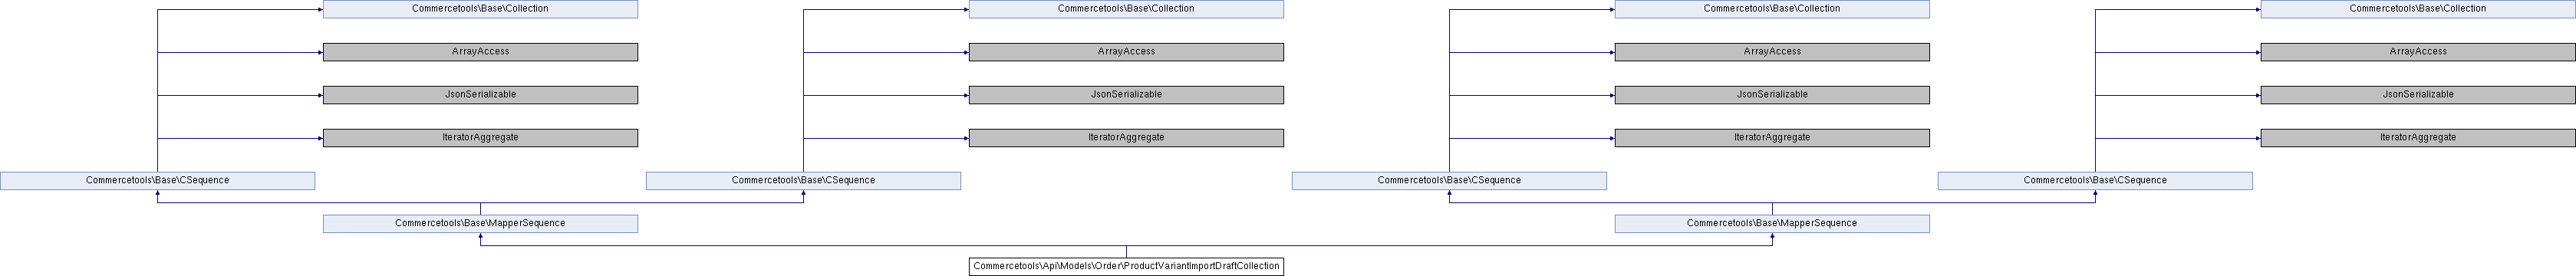 Commercetools\Base\Collection Commercetools\Base\Collection Commercetools\Base\Collection Commercetools\Base\Collection
ArrayAccess ArrayAccess ArrayAccess ArrayAccess
JsonSerializable JsonSerializable JsonSerializable JsonSerializable
IteratorAggregate IteratorAggregate IteratorAggregate IteratorAggregate
Commercetools\Base\CSequence Commercetools\Base\CSequence Commercetools\Base\CSequence Commercetools\Base\CSequence
Commercetools\Base\MapperSequence Commercetools\Base\MapperSequence
Commercetools\Api\Models\Order\ProductVariantImportDraftCollection